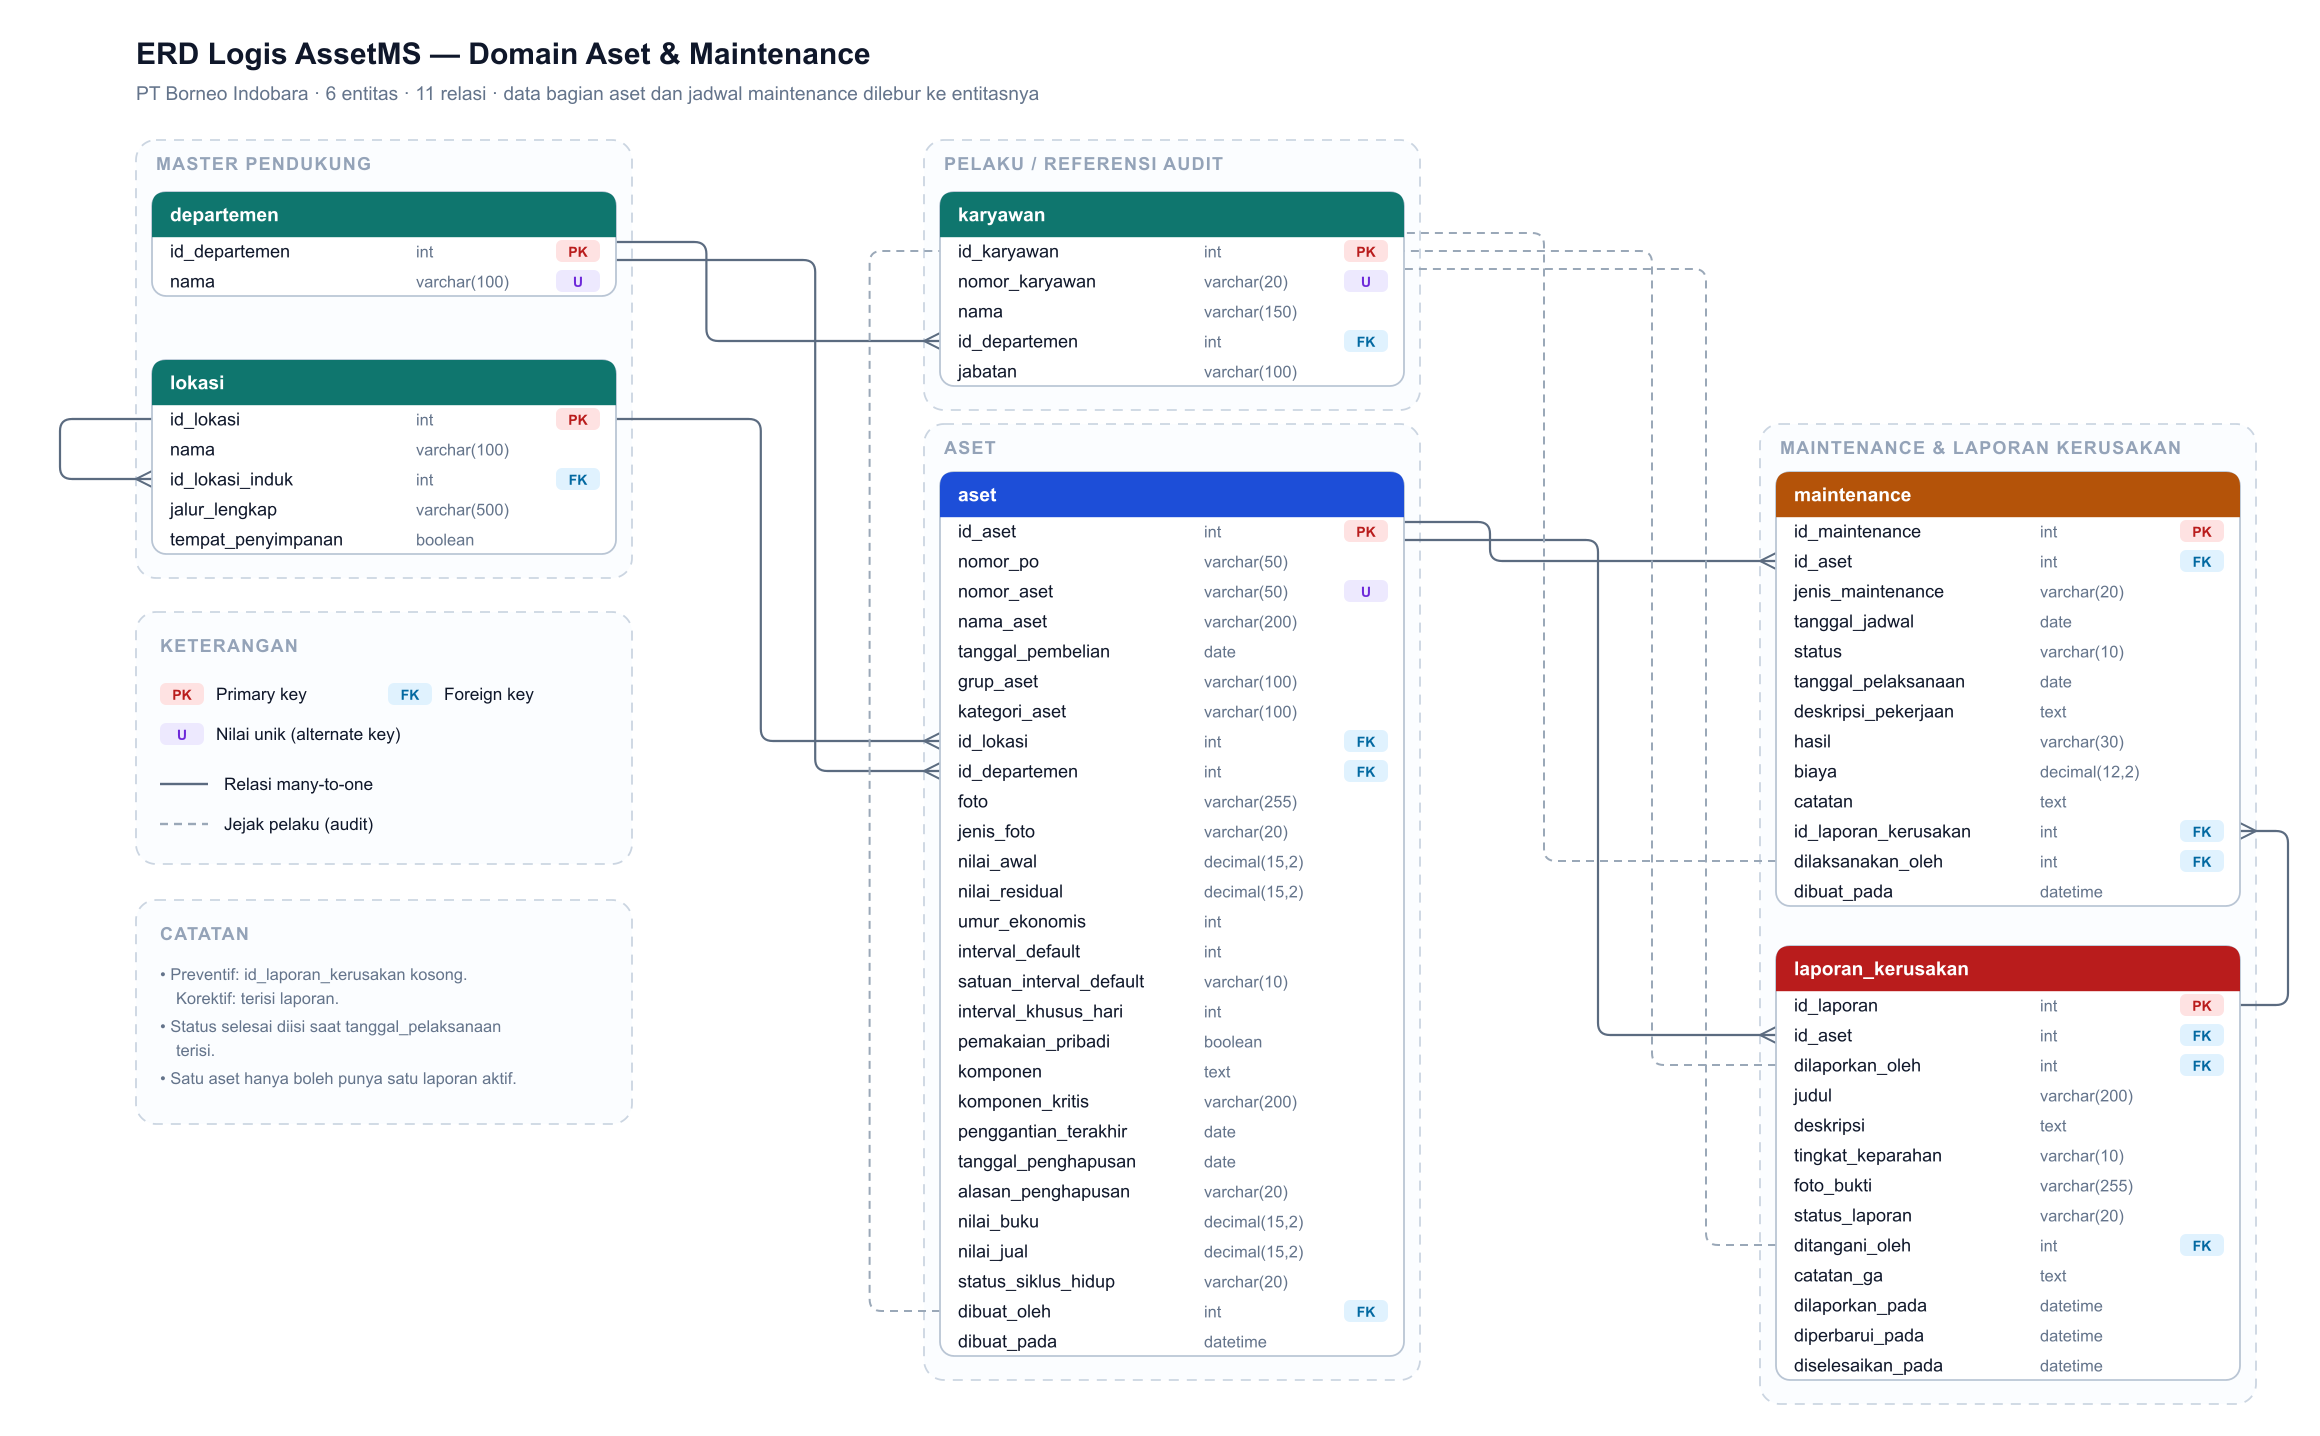 ERD Logis AssetMS — Domain Aset & Maintenance
PT Borneo Indobara · 6 entitas · 11 relasi · data bagian aset dan jadwal maintenance dilebur ke entitasnya
MASTER PENDUKUNG
departemen
id_departemen int PK
nama varchar(100) U
lokasi
id_lokasi int PK
nama varchar(100)
id_lokasi_induk int FK
jalur_lengkap varchar(500)
tempat_penyimpanan boolean
KETERANGAN
PK Primary key FK Foreign key
U Nilai unik (alternate key)
Relasi many-to-one
Jejak pelaku (audit)
CATATAN
• Preventif: id_laporan_kerusakan kosong.
Korektif: terisi laporan.
• Status selesai diisi saat tanggal_pelaksanaan
terisi.
• Satu aset hanya boleh punya satu laporan aktif.
PELAKU / REFERENSI AUDIT
karyawan
id_karyawan int PK
nomor_karyawan varchar(20) U
nama varchar(150)
id_departemen int FK
jabatan varchar(100)
ASET
aset
id_aset int PK
nomor_po varchar(50)
nomor_aset varchar(50) U
nama_aset varchar(200)
tanggal_pembelian date
grup_aset varchar(100)
kategori_aset varchar(100)
id_lokasi int FK
id_departemen int FK
foto varchar(255)
jenis_foto varchar(20)
nilai_awal decimal(15,2)
nilai_residual decimal(15,2)
umur_ekonomis int
interval_default int
satuan_interval_default varchar(10)
interval_khusus_hari int
pemakaian_pribadi boolean
komponen text
komponen_kritis varchar(200)
penggantian_terakhir date
tanggal_penghapusan date
alasan_penghapusan varchar(20)
nilai_buku decimal(15,2)
nilai_jual decimal(15,2)
status_siklus_hidup varchar(20)
dibuat_oleh int FK
dibuat_pada datetime
MAINTENANCE & LAPORAN KERUSAKAN
maintenance
id_maintenance int PK
id_aset int FK
jenis_maintenance varchar(20)
tanggal_jadwal date
status varchar(10)
tanggal_pelaksanaan date
deskripsi_pekerjaan text
hasil varchar(30)
biaya decimal(12,2)
catatan text
id_laporan_kerusakan int FK
dilaksanakan_oleh int FK
dibuat_pada datetime
laporan_kerusakan
id_laporan int PK
id_aset int FK
dilaporkan_oleh int FK
judul varchar(200)
deskripsi text
tingkat_keparahan varchar(10)
foto_bukti varchar(255)
status_laporan varchar(20)
ditangani_oleh int FK
catatan_ga text
dilaporkan_pada datetime
diperbarui_pada datetime
diselesaikan_pada datetime